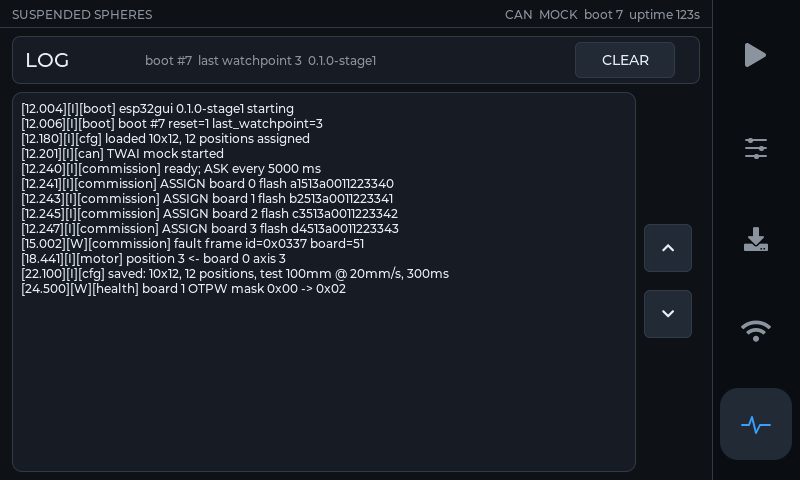 SUSPENDED SPHERES
CAN MOCK boot 7 uptime 123s
LOG
boot #7 last watchpoint 3 0.1.0-stage1
CLEAR
[12.004][I][boot] esp32gui 0.1.0-stage1 starting
[12.006][I][boot] boot #7 reset=1 last_watchpoint=3
[12.180][I][cfg] loaded 10x12, 12 positions assigned
[12.201][I][can] TWAI mock started
[12.240][I][commission] ready; ASK every 5000 ms
[12.241][I][commission] ASSIGN board 0 flash a1513a0011223340
[12.243][I][commission] ASSIGN board 1 flash b2513a0011223341
[12.245][I][commission] ASSIGN board 2 flash c3513a0011223342
[12.247][I][commission] ASSIGN board 3 flash d4513a0011223343
[15.002][W][commission] fault frame id=0x0337 board=51
[18.441][I][motor] position 3 <- board 0 axis 3
[22.100][I][cfg] saved: 10x12, 12 positions, test 100mm @ 20mm/s, 300ms
[24.500][W][health] board 1 OTPW mask 0x00 -> 0x02